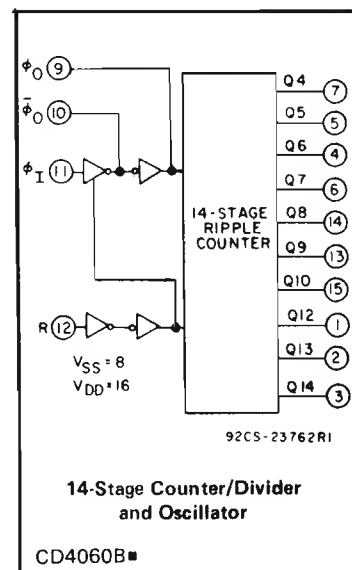 ϕO 9
ϕ̅O 10
ϕI 11
R 12
VSS = 8
VDD = 16
14-STAGE
RIPPLE
COUNTER
Q4 7
Q5 5
Q6 4
Q7 6
Q8 14
Q9 13
Q10 15
Q12 1
Q13 2
Q14 3
92CS-23762R1
14-Stage Counter/Divider
and Oscillator
CD4060B■